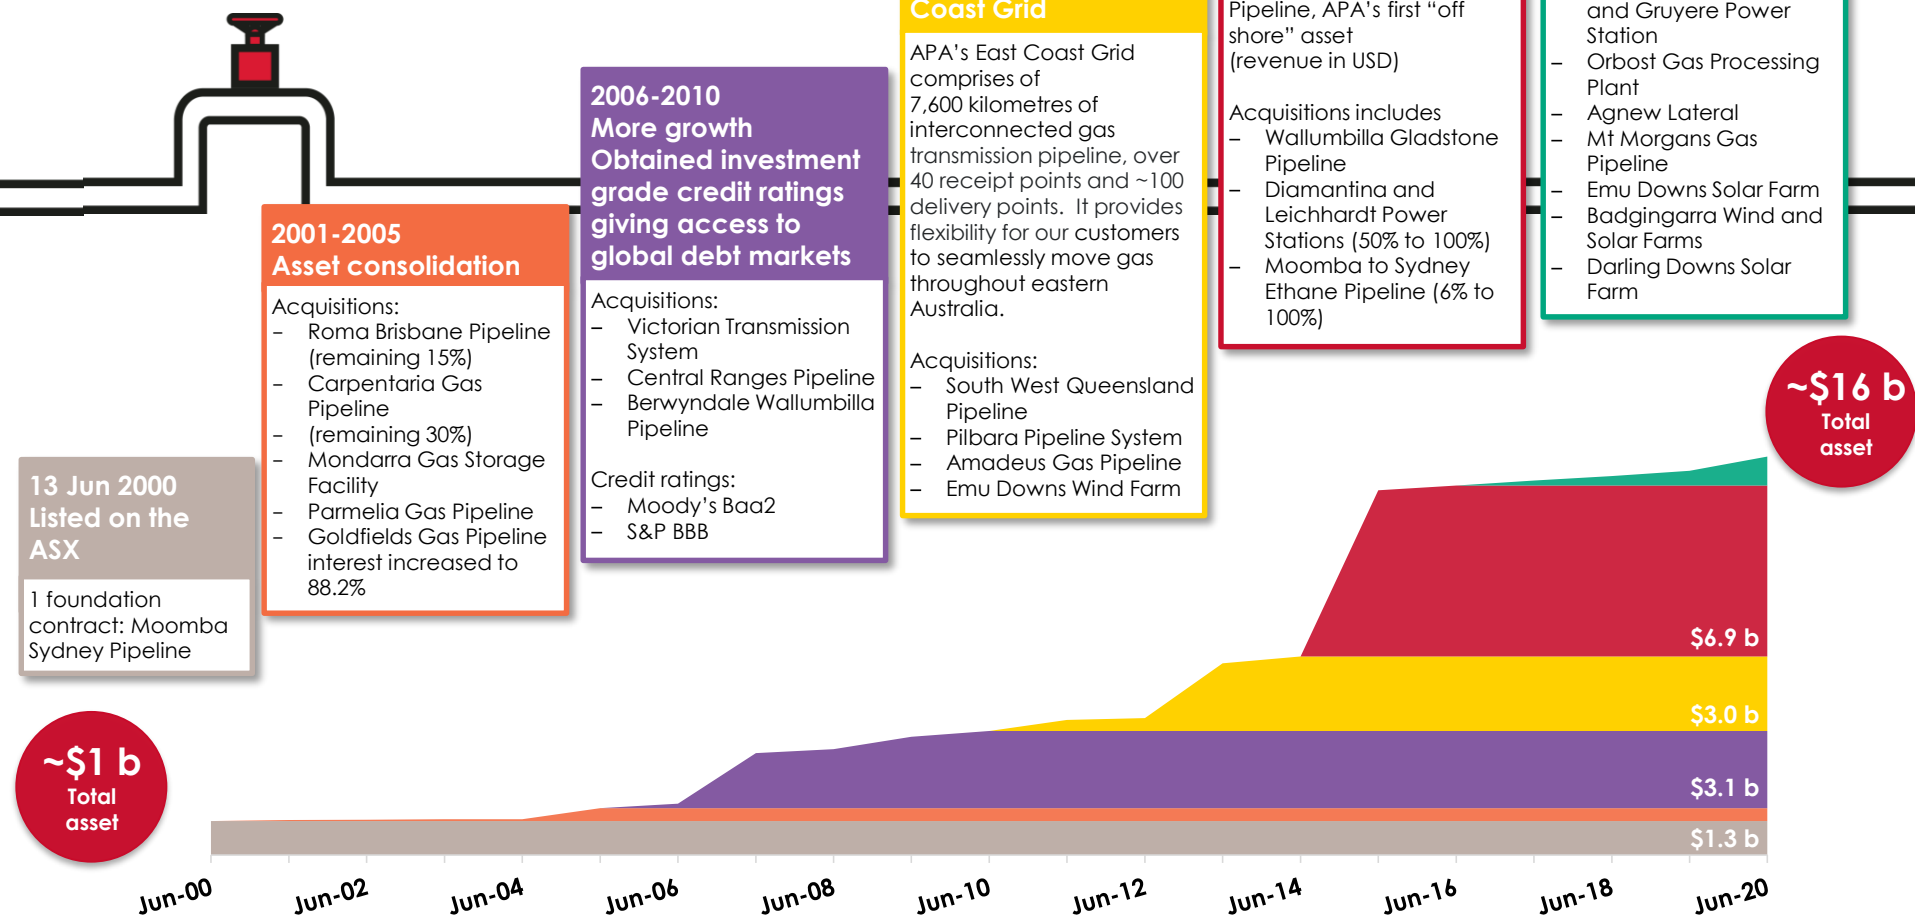 13 Jun 2000
Listed on the
ASX
1 foundation
contract: Moomba
Sydney Pipeline
2001-2005
Asset consolidation
Acquisitions:
– Roma Brisbane Pipeline
(remaining 15%)
– Carpentaria Gas
Pipeline
– (remaining 30%)
– Mondarra Gas Storage
Facility
– Parmelia Gas Pipeline
– Goldfields Gas Pipeline
interest increased to
88.2%
2006-2010
More growth
Obtained investment
grade credit ratings
giving access to
global debt markets
Acquisitions:
– Victorian Transmission
System
– Central Ranges Pipeline
– Berwyndale Wallumbilla
Pipeline
Credit ratings:
– Moody’s Baa2
– S&P BBB
Coast Grid
APA’s East Coast Grid
comprises of
7,600 kilometres of
interconnected gas
transmission pipeline, over
40 receipt points and ~100
delivery points. It provides
flexibility for our customers
to seamlessly move gas
throughout eastern
Australia.
Acquisitions:
– South West Queensland
Pipeline
– Pilbara Pipeline System
– Amadeus Gas Pipeline
– Emu Downs Wind Farm
Pipeline, APA’s first “off
shore” asset
(revenue in USD)
Acquisitions includes
– Wallumbilla Gladstone
Pipeline
– Diamantina and
Leichhardt Power
Stations (50% to 100%)
– Moomba to Sydney
Ethane Pipeline (6% to
100%)
and Gruyere Power
Station
– Orbost Gas Processing
Plant
– Agnew Lateral
– Mt Morgans Gas
Pipeline
– Emu Downs Solar Farm
– Badgingarra Wind and
Solar Farms
– Darling Downs Solar
Farm
~$16 b
Total
asset
~$1 b
Total
asset
$6.9 b
$3.0 b
$3.1 b
$1.3 b
Jun-00
Jun-02
Jun-04
Jun-06
Jun-08
Jun-10
Jun-12
Jun-14
Jun-16
Jun-18
Jun-20